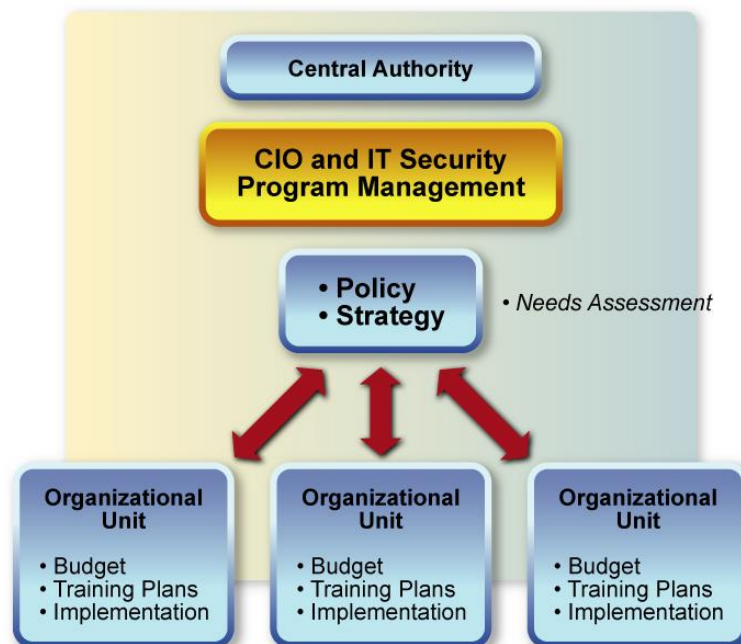 Central Authority
CIO and IT Security
Program Management
• Policy
• Strategy
• Needs Assessment
Organizational
Unit
• Budget
• Training Plans
• Implementation
Organizational
Unit
• Budget
• Training Plans
• Implementation
Organizational
Unit
• Budget
• Training Plans
• Implementation